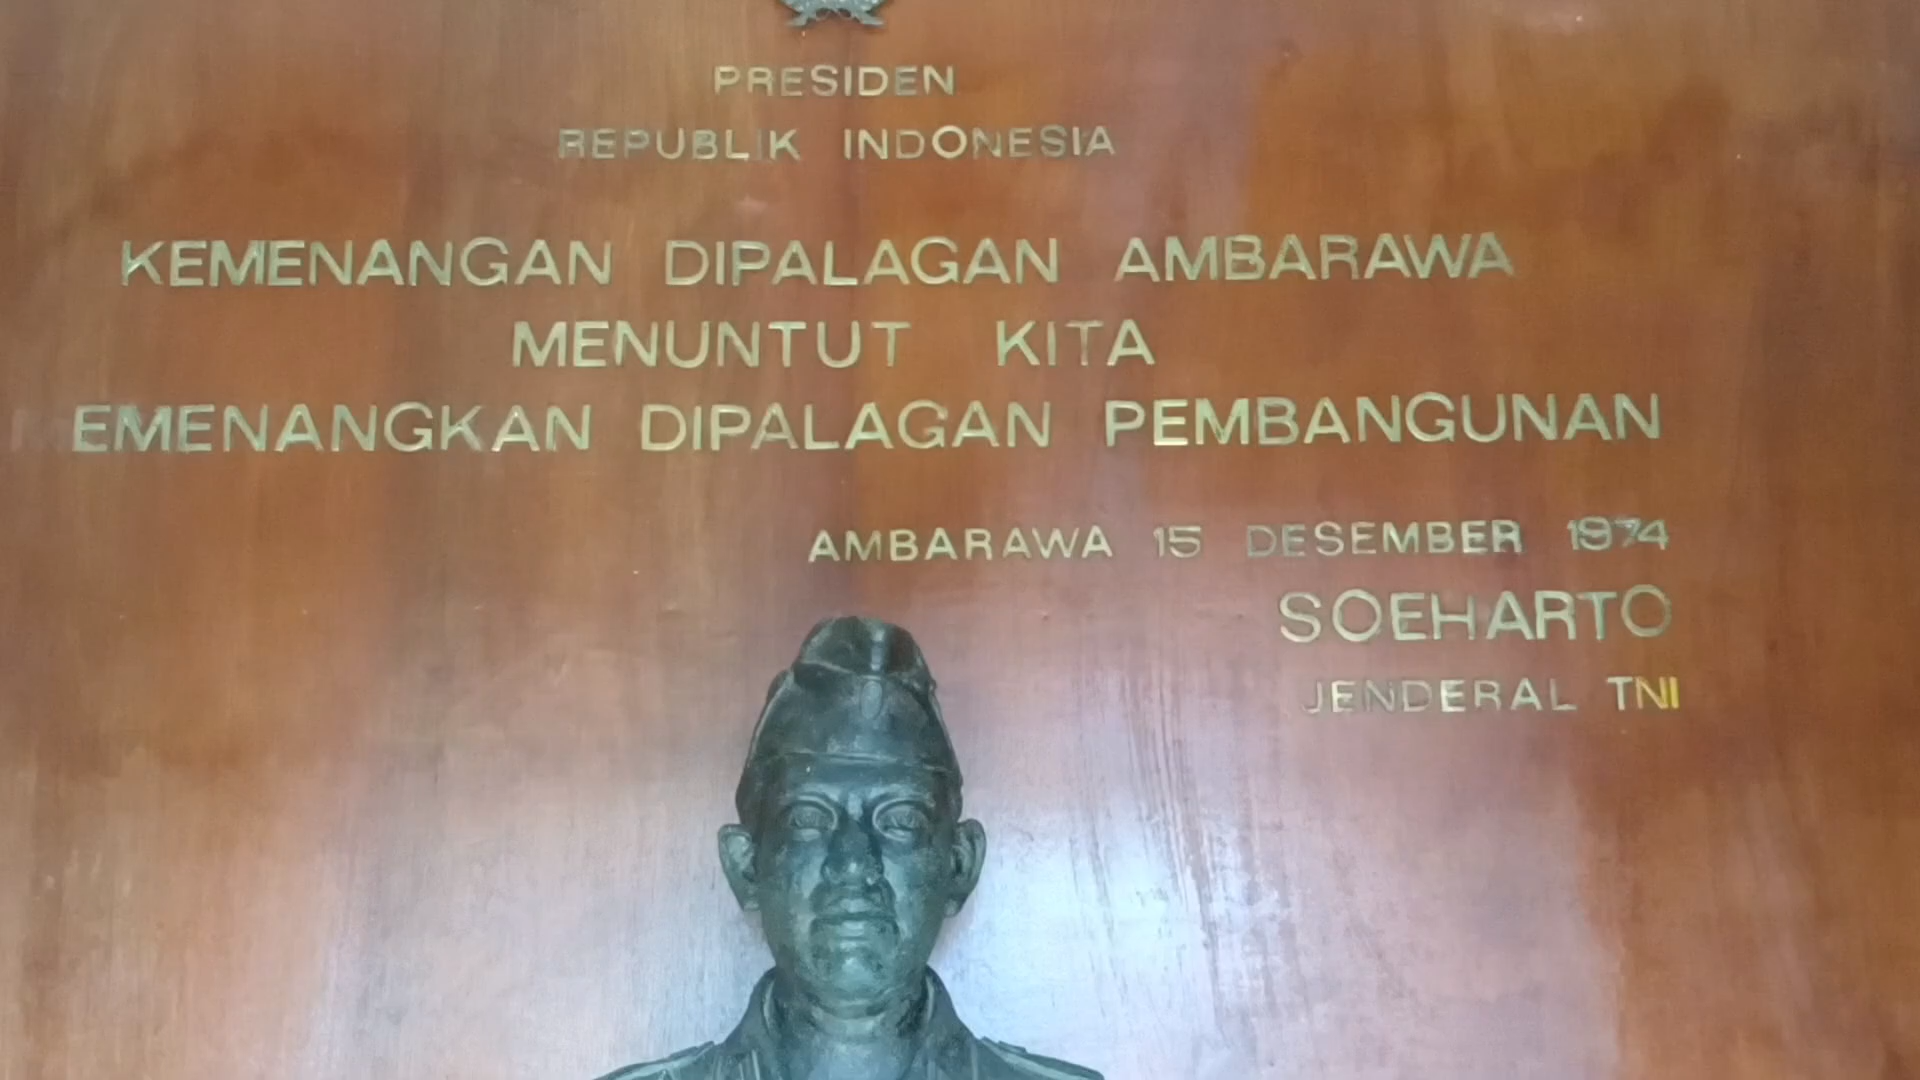 PRESIDEN
REPUBLIK INDONESIA
KEMENANGAN DIPALAGAN AMBARAWA
MENUNTUT KITA
EMENANGKAN DIPALAGAN PEMBANGUNAN
AMBARAWA 15 DESEMBER 1974
SOEHARTO
JENDERAL TNI